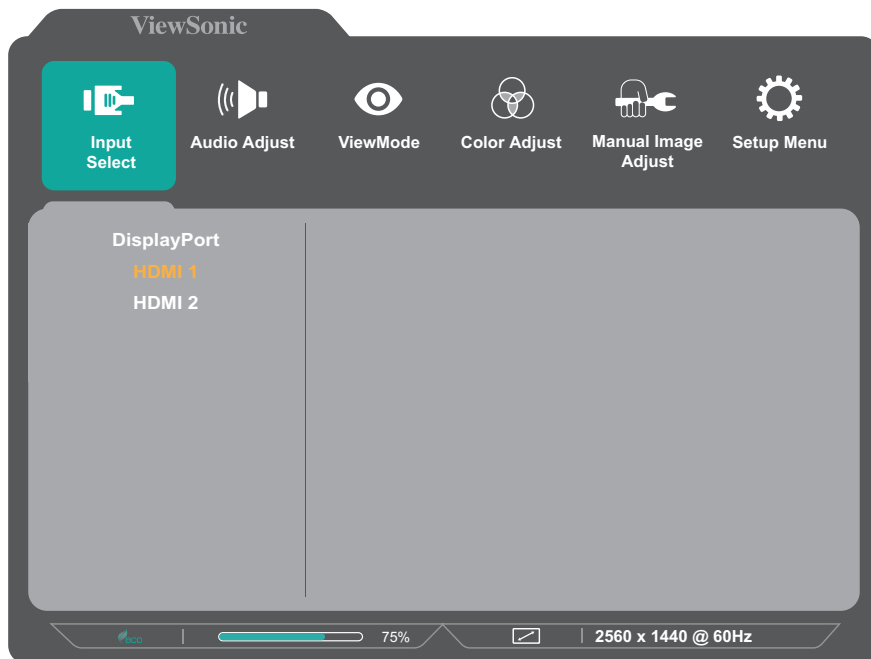 ViewSonic
Input
Select
Audio Adjust
ViewMode
Color Adjust
Manual Image
Adjust
Setup Menu
DisplayPort
HDMI 1
HDMI 2
eco
75%
2560 x 1440 @ 60Hz